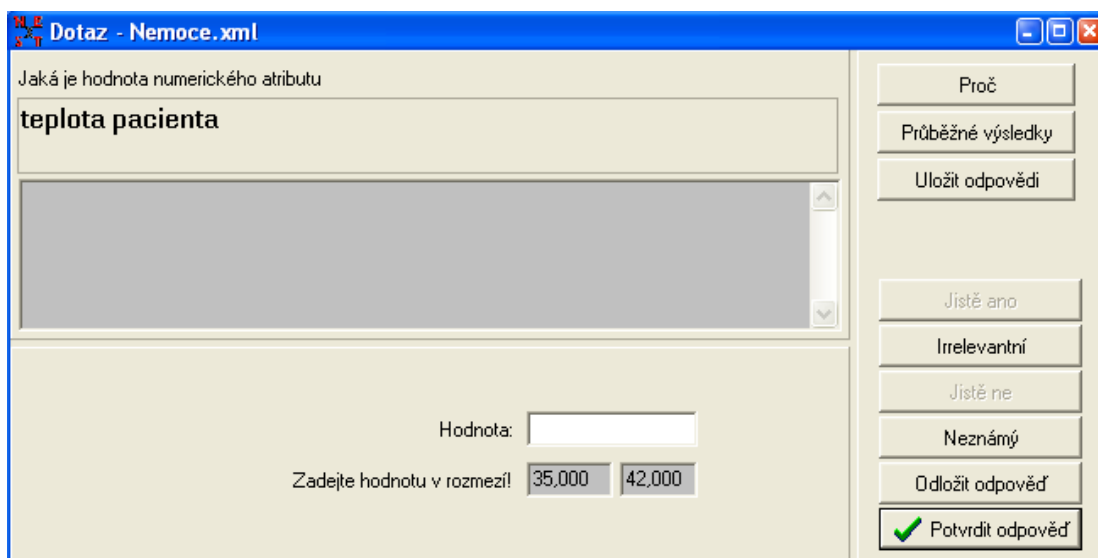 Dotaz - Nemoce.xml
Jaká je hodnota numerického atributu
teplota pacienta
Proč
Průběžné výsledky
Uložit odpovědi
Jistě ano
Irrelevantní
Jistě ne
Neznámý
Odložit odpověď
Potvrdit odpověď
Hodnota:
Zadejte hodnotu v rozmezí! 35,000 42,000